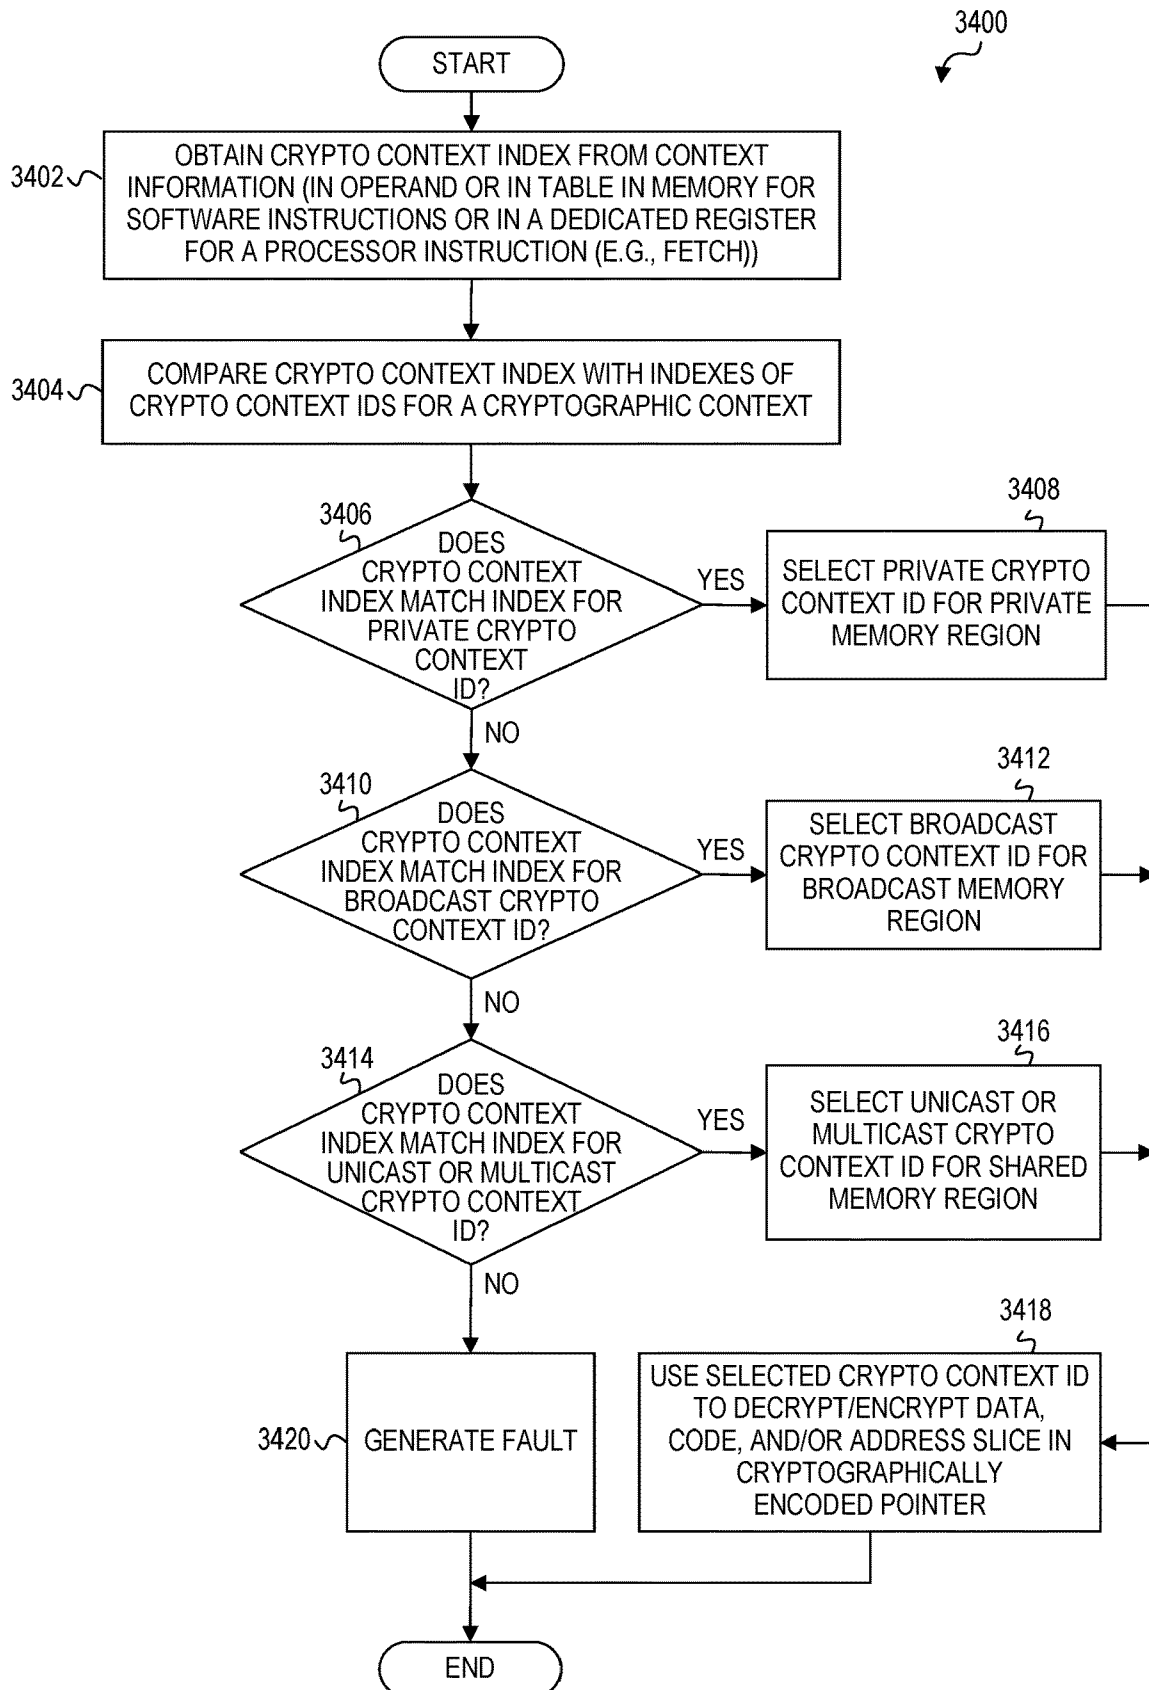 3400
START
3402
OBTAIN CRYPTO CONTEXT INDEX FROM CONTEXT
INFORMATION (IN OPERAND OR IN TABLE IN MEMORY FOR
SOFTWARE INSTRUCTIONS OR IN A DEDICATED REGISTER
FOR A PROCESSOR INSTRUCTION (E.G., FETCH))
3404
COMPARE CRYPTO CONTEXT INDEX WITH INDEXES OF
CRYPTO CONTEXT IDS FOR A CRYPTOGRAPHIC CONTEXT
3406
DOES
CRYPTO CONTEXT
INDEX MATCH INDEX FOR
PRIVATE CRYPTO
CONTEXT
ID?
YES
3408
SELECT PRIVATE CRYPTO
CONTEXT ID FOR PRIVATE
MEMORY REGION
NO
3410
DOES
CRYPTO CONTEXT
INDEX MATCH INDEX FOR
BROADCAST CRYPTO
CONTEXT ID?
YES
3412
SELECT BROADCAST
CRYPTO CONTEXT ID FOR
BROADCAST MEMORY
REGION
NO
3414
DOES
CRYPTO CONTEXT
INDEX MATCH INDEX FOR
UNICAST OR MULTICAST
CRYPTO CONTEXT
ID?
YES
3416
SELECT UNICAST OR
MULTICAST CRYPTO
CONTEXT ID FOR SHARED
MEMORY REGION
NO
3418
USE SELECTED CRYPTO CONTEXT ID
TO DECRYPT/ENCRYPT DATA,
CODE, AND/OR ADDRESS SLICE IN
CRYPTOGRAPHICALLY
ENCODED POINTER
3420
GENERATE FAULT
END